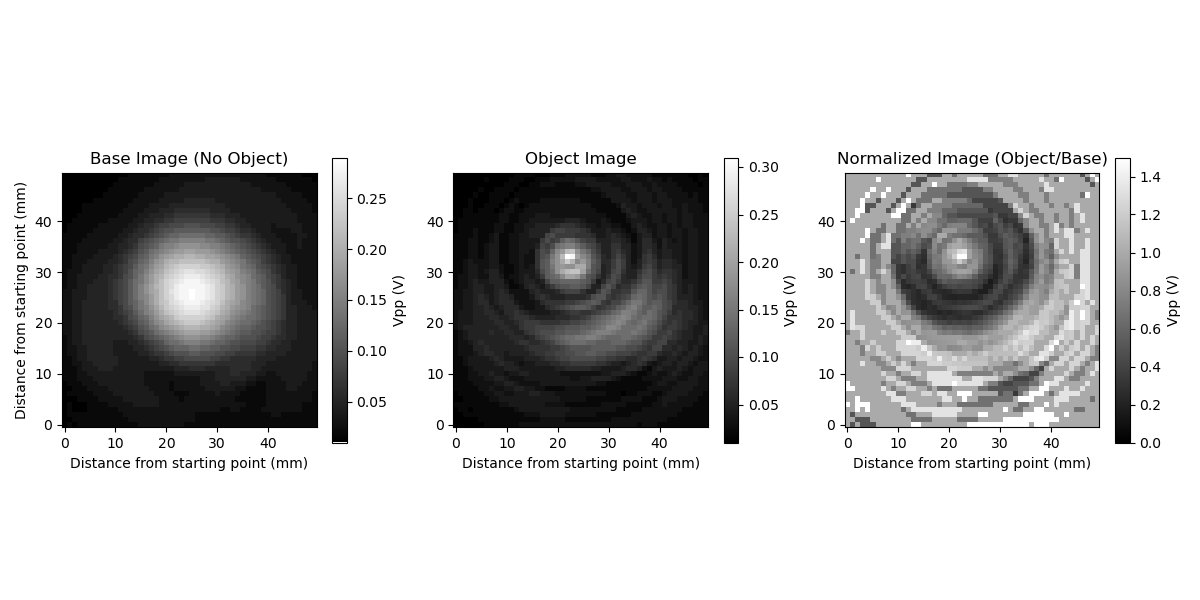 Base Image (No Object)
Distance from starting point (mm)
40
30
20
10
0
0 10 20 30 40
Distance from starting point (mm)
0.25
0.20
0.15
0.10
0.05
Vpp (V)
Object Image
40
30
20
10
0
0 10 20 30 40
Distance from starting point (mm)
0.30
0.25
0.20
0.15
0.10
0.05
Vpp (V)
Normalized Image (Object/Base)
40
30
20
10
0
0 10 20 30 40
Distance from starting point (mm)
1.4
1.2
1.0
0.8
0.6
0.4
0.2
0.0
Vpp (V)